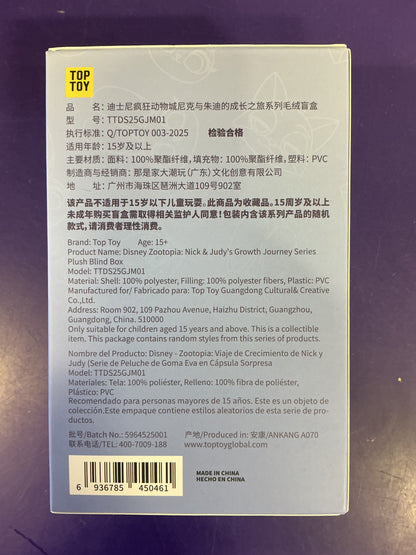 TOP
TOY
品 名：迪士尼疯狂动物城尼克与朱迪的成长之旅系列毛绒盲盒
型 号：TTDS25GJM01
执行标准：Q/TOPTOY 003-2025 检验合格
适用年龄：15岁及以上
主要材质：面料：100%聚酯纤维，填充物：100%聚酯纤维，塑料：PVC
制造商与经销商：那是家大潮玩（广东）文化创意有限公司
地 址：广州市海珠区琶洲大道109号902室
该产品不适用于15岁以下儿童玩耍。此商品为收藏品。15周岁及以上
未成年购买盲盒需取得相关监护人同意！包装内含该系列产品的随机
款式，请消费者理性消费。
Brand: Top Toy Age: 15+
Product Name: Disney Zootopia: Nick & Judy's Growth Journey Series
Plush Blind Box
Model: TTDS25GJM01
Material: Shell: 100% polyester, Filling: 100% polyester fibers, Plastic: PVC
Manufactured for/ Fabricado para: Top Toy Guangdong Cultural& Creative
Co.,Ltd.
Address: Room 902, 109 Pazhou Avenue, Haizhu District, Guangzhou,
Guangdong, China. 510000
Only suitable for children aged 15 years and above. This is a collectible
item. This package contains random styles from this series of products.
Nombre del Producto: Disney - Zootopia: Viaje de Crecimiento de Nick y
Judy (Serie de Peluche de Goma Eva en Cápsula Sorpresa
Model: TTDS25GJM01
Materiales: Tela: 100% poliéster, Relleno: 100% fibra de poliéster,
Plástico: PVC
Recomendado para personas mayores de 15 años. Este es un objeto de
colección.Este empaque contiene estilos aleatorios de esta serie de pro-
ductos.
批号/Batch No.: 5964525001 产地/Produced in: 安康/ANKANG A070
联系电话/TEL: 400-7009-188 www.toptoyglobal.com
MADE IN CHINA
HECHO EN CHINA
6 936785 450461